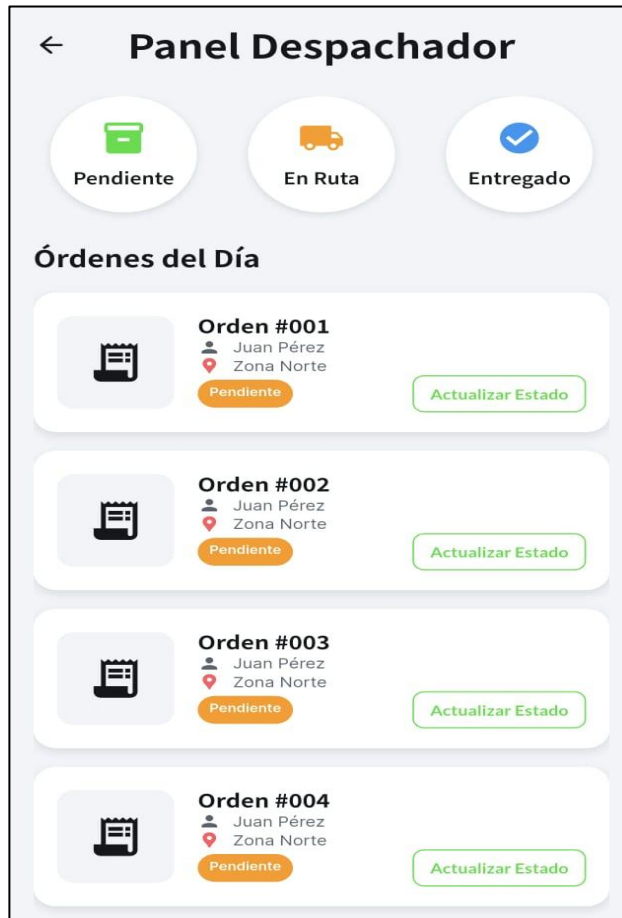 Panel Despachador
Pendiente
En Ruta
Entregado
Órdenes del Día
Orden #001
Juan Pérez
Zona Norte
Pendiente
Actualizar Estado
Orden #002
Juan Pérez
Zona Norte
Pendiente
Actualizar Estado
Orden #003
Juan Pérez
Zona Norte
Pendiente
Actualizar Estado
Orden #004
Juan Pérez
Zona Norte
Pendiente
Actualizar Estado